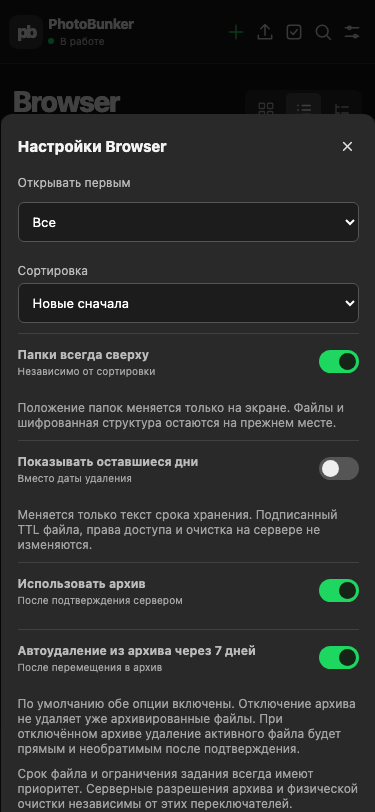 pb
PhotoBunker
В работе
Browser
Настройки Browser
Открывать первым
Все
Сортировка
Новые сначала
Папки всегда сверху
Независимо от сортировки
Положение папок меняется только на экране. Файлы и
шифрованная структура остаются на прежнем месте.
Показывать оставшиеся дни
Вместо даты удаления
Меняется только текст срока хранения. Подписанный
TTL файла, права доступа и очистка на сервере не
изменяются.
Использовать архив
После подтверждения сервером
Автоудаление из архива через 7 дней
После перемещения в архив
По умолчанию обе опции включены. Отключение архива
не удаляет уже архивированные файлы. При
отключённом архиве удаление активного файла будет
прямым и необратимым после подтверждения.
Срок файла и ограничения задания всегда имеют
приоритет. Серверные разрешения архива и физической
очистки независимы от этих переключателей.